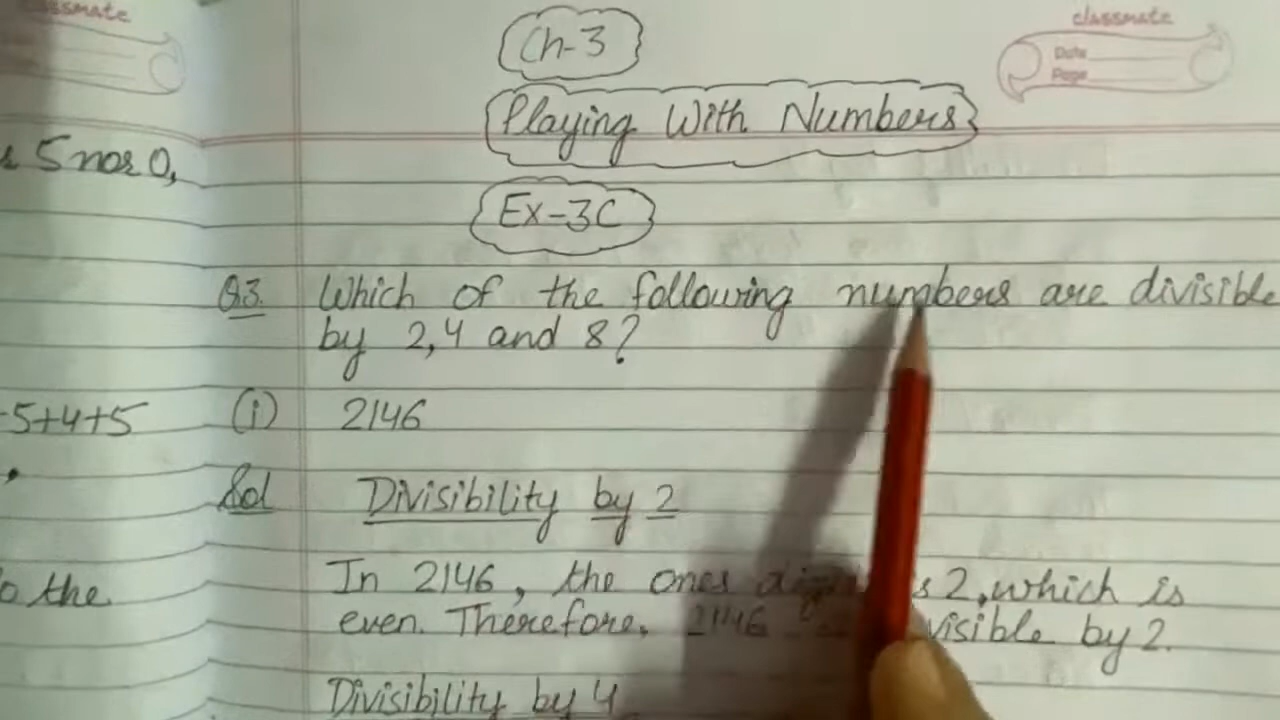 classmate
classmate
Date
Page
Ch-3
Playing With Numbers
Ex-3C
5 nor 0,
Q3. Which of the following numbers are divisible
by 2,4 and 8?
-5+4+5
(i) 2146
Sol Divisibility by 2
In 2146, the ones 2, which is
the
even. Therefore, 2146 by 2.
Divisibility by 4